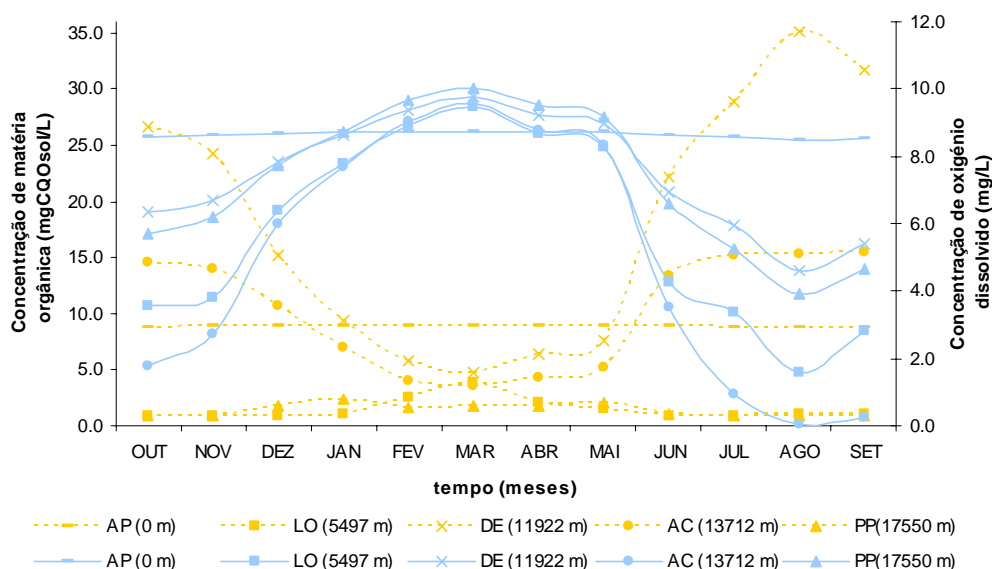 Concentração de matéria
orgânica (mgCQOsol/L)
35.0
30.0
25.0
20.0
15.0
10.0
5.0
0.0
12.0
10.0
8.0
6.0
4.0
2.0
0.0
Concentração de oxigénio
dissolvido (mg/L)
OUT NOV DEZ JAN FEV MAR ABR MAI JUN JUL AGO SET
tempo (meses)
AP (0 m) LO (5497 m) DE (11922 m) AC (13712 m) PP(17550 m)
AP (0 m) LO (5497 m) DE (11922 m) AC (13712 m) PP(17550 m)